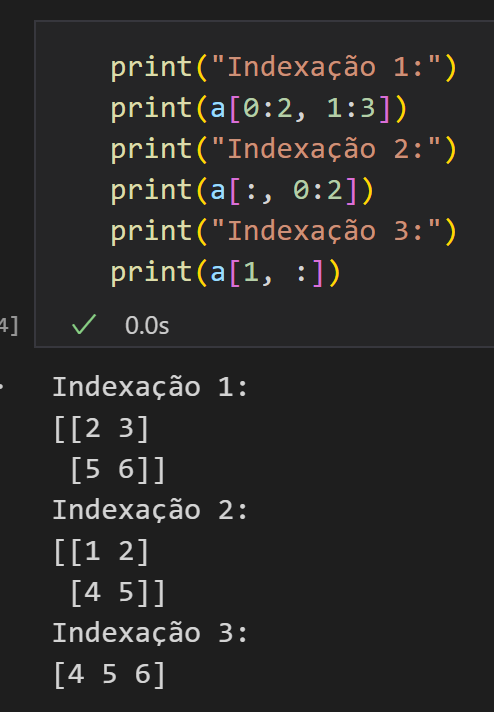 print("Indexação 1:")
print(a[0:2, 1:3])
print("Indexação 2:")
print(a[:, 0:2])
print("Indexação 3:")
print(a[1, :])
4] 0.0s
Indexação 1:
[[2 3]
 [5 6]]
Indexação 2:
[[1 2]
 [4 5]]
Indexação 3:
[4 5 6]